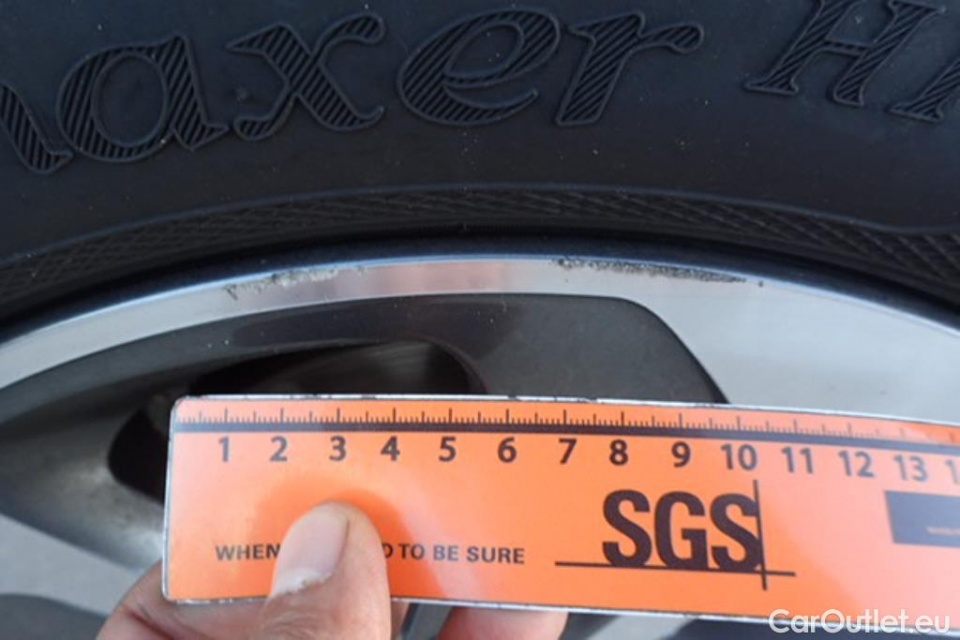 maxer H
1 2 3 4 5 6 7 8 9 10 11 12 13
SGS
WHEN TO BE SURE
CarOutlet.eu